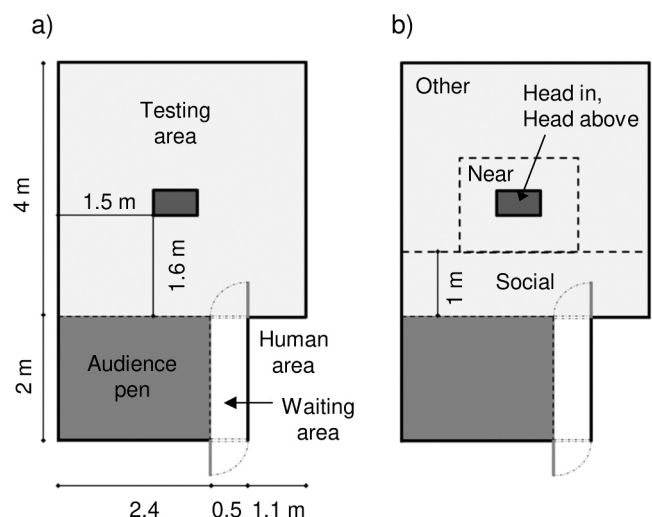 a)
Testing
area
4 m
1.5 m
1.6 m
2 m
Audience
pen
Human
area
Waiting
area
2.4
0.5
1.1 m
b)
Other
Head in,
Head above
Near
1 m
Social